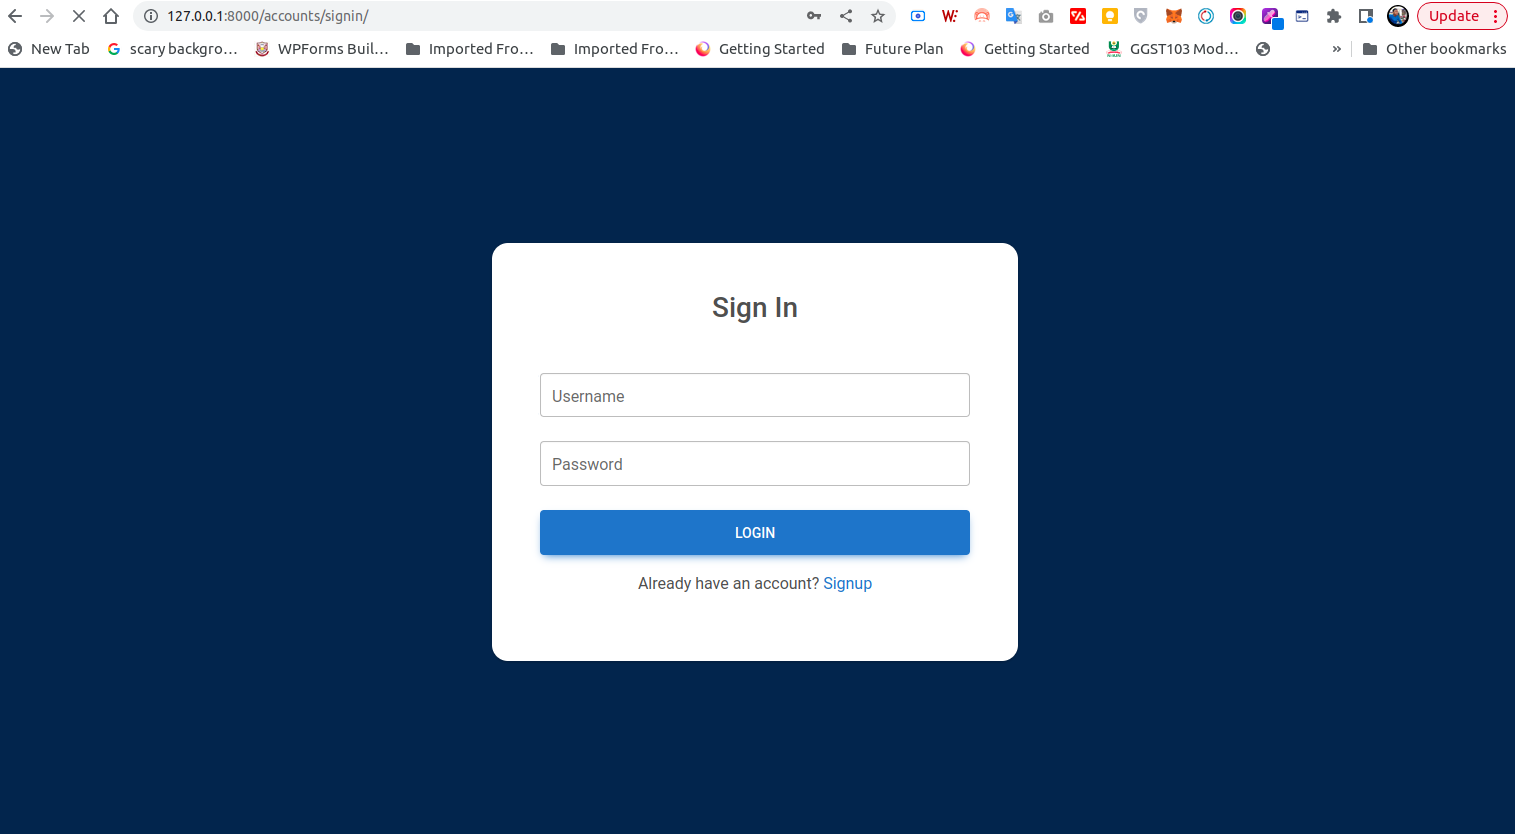 127.0.0.1:8000/accounts/signin/
Update
New Tab
scary backgro...
WPForms Buil...
Imported Fro...
Imported Fro...
Getting Started
Future Plan
Getting Started
GGST103 Mod...
»
Other bookmarks
Sign In
Username
Password
LOGIN
Already have an account? Signup